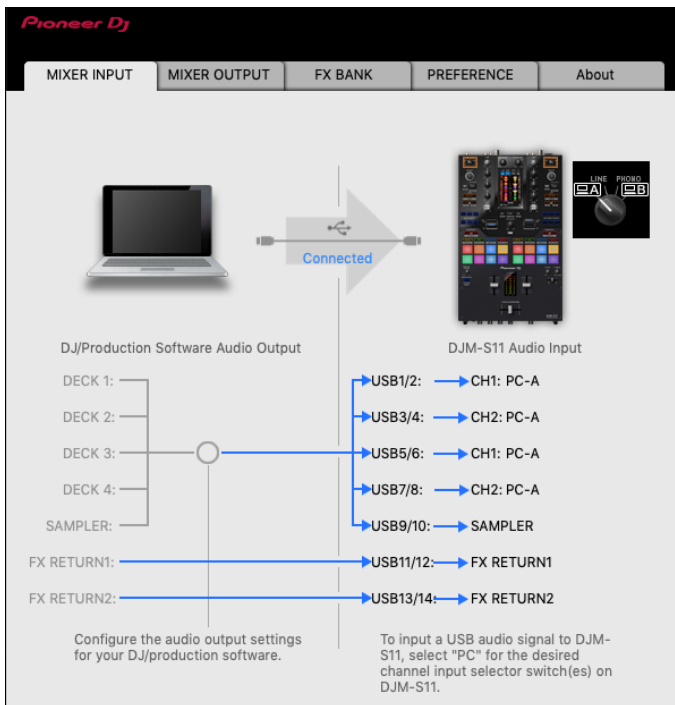 Pioneer Dj
MIXER INPUT
MIXER OUTPUT
FX BANK
PREFERENCE
About
LINE PHONO
A
B
Connected
DJ/Production Software Audio Output
DJM-S11 Audio Input
DECK 1:
USB1/2:
CH1: PC-A
DECK 2:
USB3/4:
CH2: PC-A
DECK 3:
USB5/6:
CH1: PC-A
DECK 4:
USB7/8:
CH2: PC-A
SAMPLER:
USB9/10:
SAMPLER
FX RETURN1:
USB11/12:
FX RETURN1
FX RETURN2:
USB13/14:
FX RETURN2
Configure the audio output settings
for your DJ/production software.
To input a USB audio signal to DJM-
S11, select "PC" for the desired
channel input selector switch(es) on
DJM-S11.